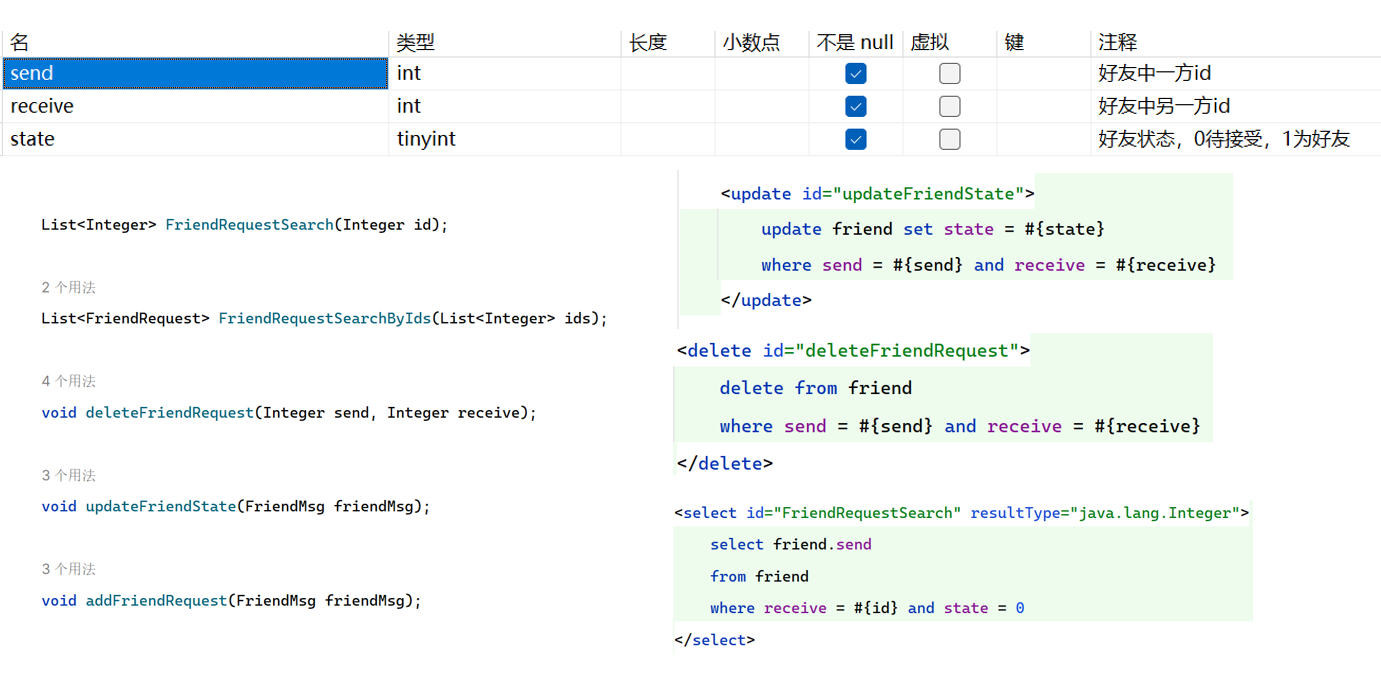 名 类型 长度 小数点 不是 null 虚拟 键 注释
send int 好友中一方id
receive int 好友中另一方id
state tinyint 好友状态，0待接受，1为好友
List<Integer> FriendRequestSearch(Integer id);
2 个用法
List<FriendRequest> FriendRequestSearchByIds(List<Integer> ids);
4 个用法
void deleteFriendRequest(Integer send, Integer receive);
3 个用法
void updateFriendState(FriendMsg friendMsg);
3 个用法
void addFriendRequest(FriendMsg friendMsg);
<update id="updateFriendState">
update friend set state = #{state}
where send = #{send} and receive = #{receive}
</update>
<delete id="deleteFriendRequest">
delete from friend
where send = #{send} and receive = #{receive}
</delete>
<select id="FriendRequestSearch" resultType="java.lang.Integer">
select friend.send
from friend
where receive = #{id} and state = 0
</select>